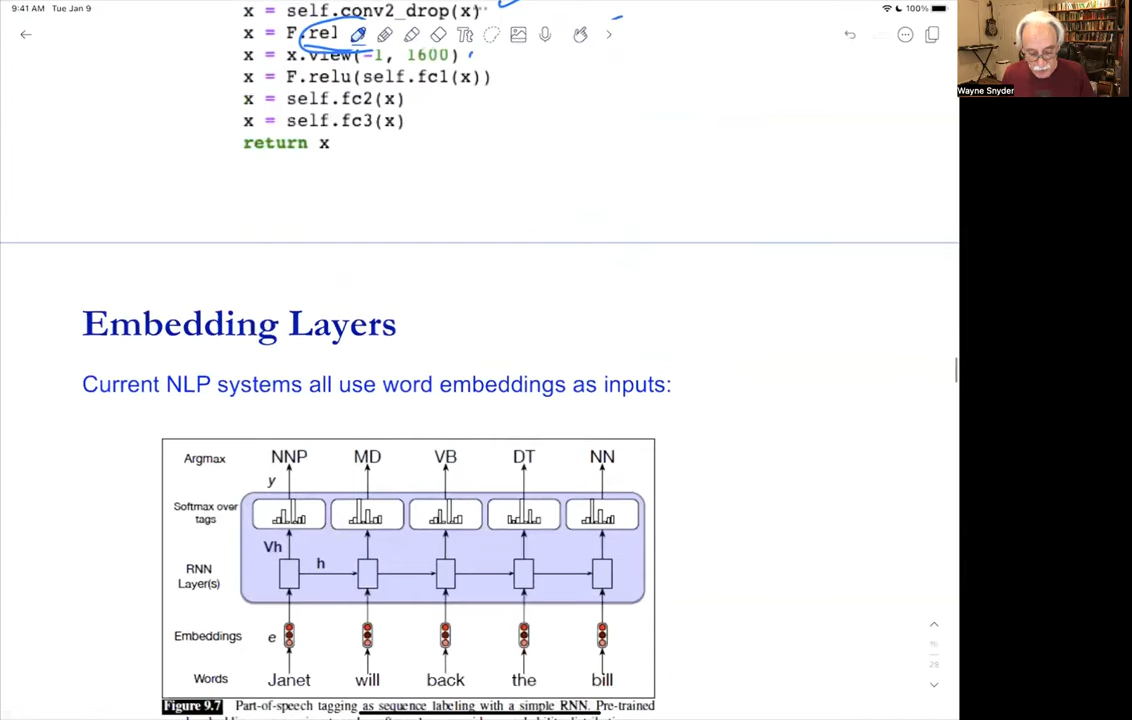 9:41 AM Tue Jan 9
100%
x = self.conv2_drop(x)
x = F.rel
x = x.view(-1, 1600)
x = F.relu(self.fc1(x))
x = self.fc2(x)
x = self.fc3(x)
return x
Wayne Snyder
Embedding Layers
Current NLP systems all use word embeddings as inputs:
Argmax NNP MD VB DT NN
y
Softmax over
tags
Vh
h
RNN
Layer(s)
Embeddings e
Words Janet will back the bill
28
Figure 9.7 Part-of-speech tagging as sequence labeling with a simple RNN. Pre-trained